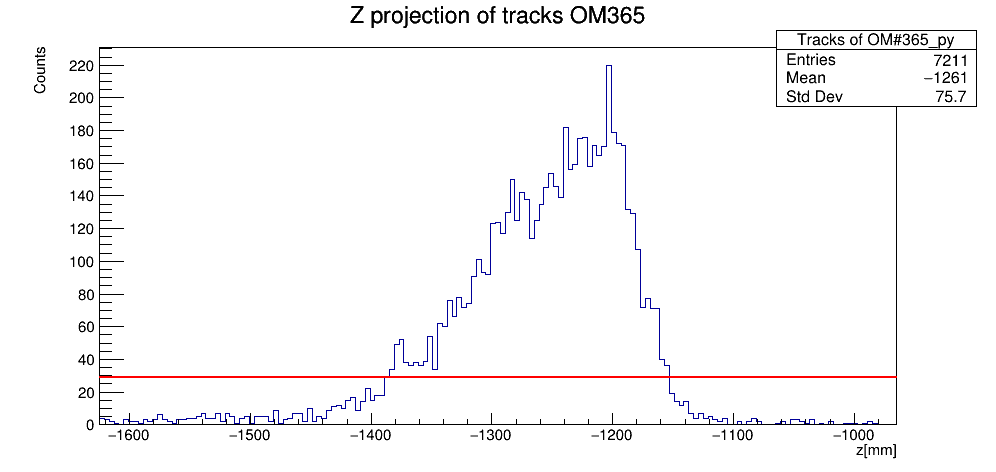 Z projection of tracks OM365
Tracks of OM#365_py
Entries 7211
Mean −1261
Std Dev 75.7
Counts
220
200
180
160
140
120
100
80
60
40
20
0
−1600 −1500 −1400 −1300 −1200 −1100 −1000
z[mm]